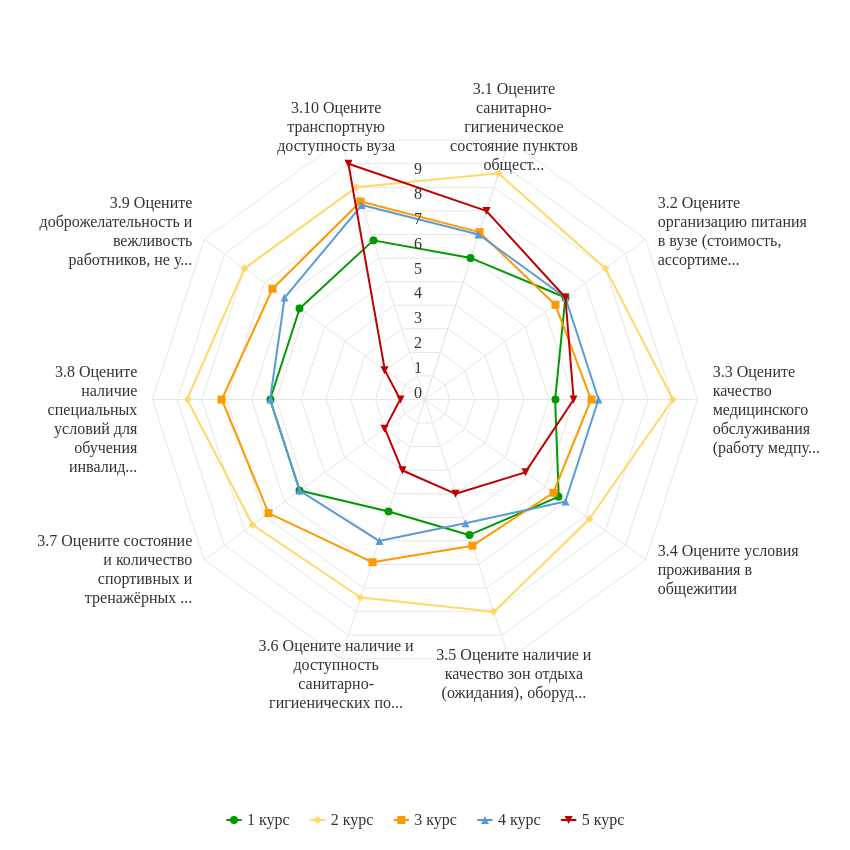 3.1 Оцените
санитарно-
гигиеническое
состояние пунктов
общест...
3.10 Оцените
транспортную
доступность вуза
3.2 Оцените
организацию питания
в вузе (стоимость,
ассортиме...
3.9 Оцените
доброжелательность и
вежливость
работников, не у...
9
8
7
6
5
4
3
2
1
0
3.3 Оцените
качество
медицинского
обслуживания
(работу медпу...
3.8 Оцените
наличие
специальных
условий для
обучения
инвалид...
3.4 Оцените условия
проживания в
общежитии
3.7 Оцените состояние
и количество
спортивных и
тренажёрных ...
3.6 Оцените наличие и
доступность
санитарно-
гигиенических по...
3.5 Оцените наличие и
качество зон отдыха
(ожидания), оборуд...
1 курс 2 курс 3 курс 4 курс 5 курс